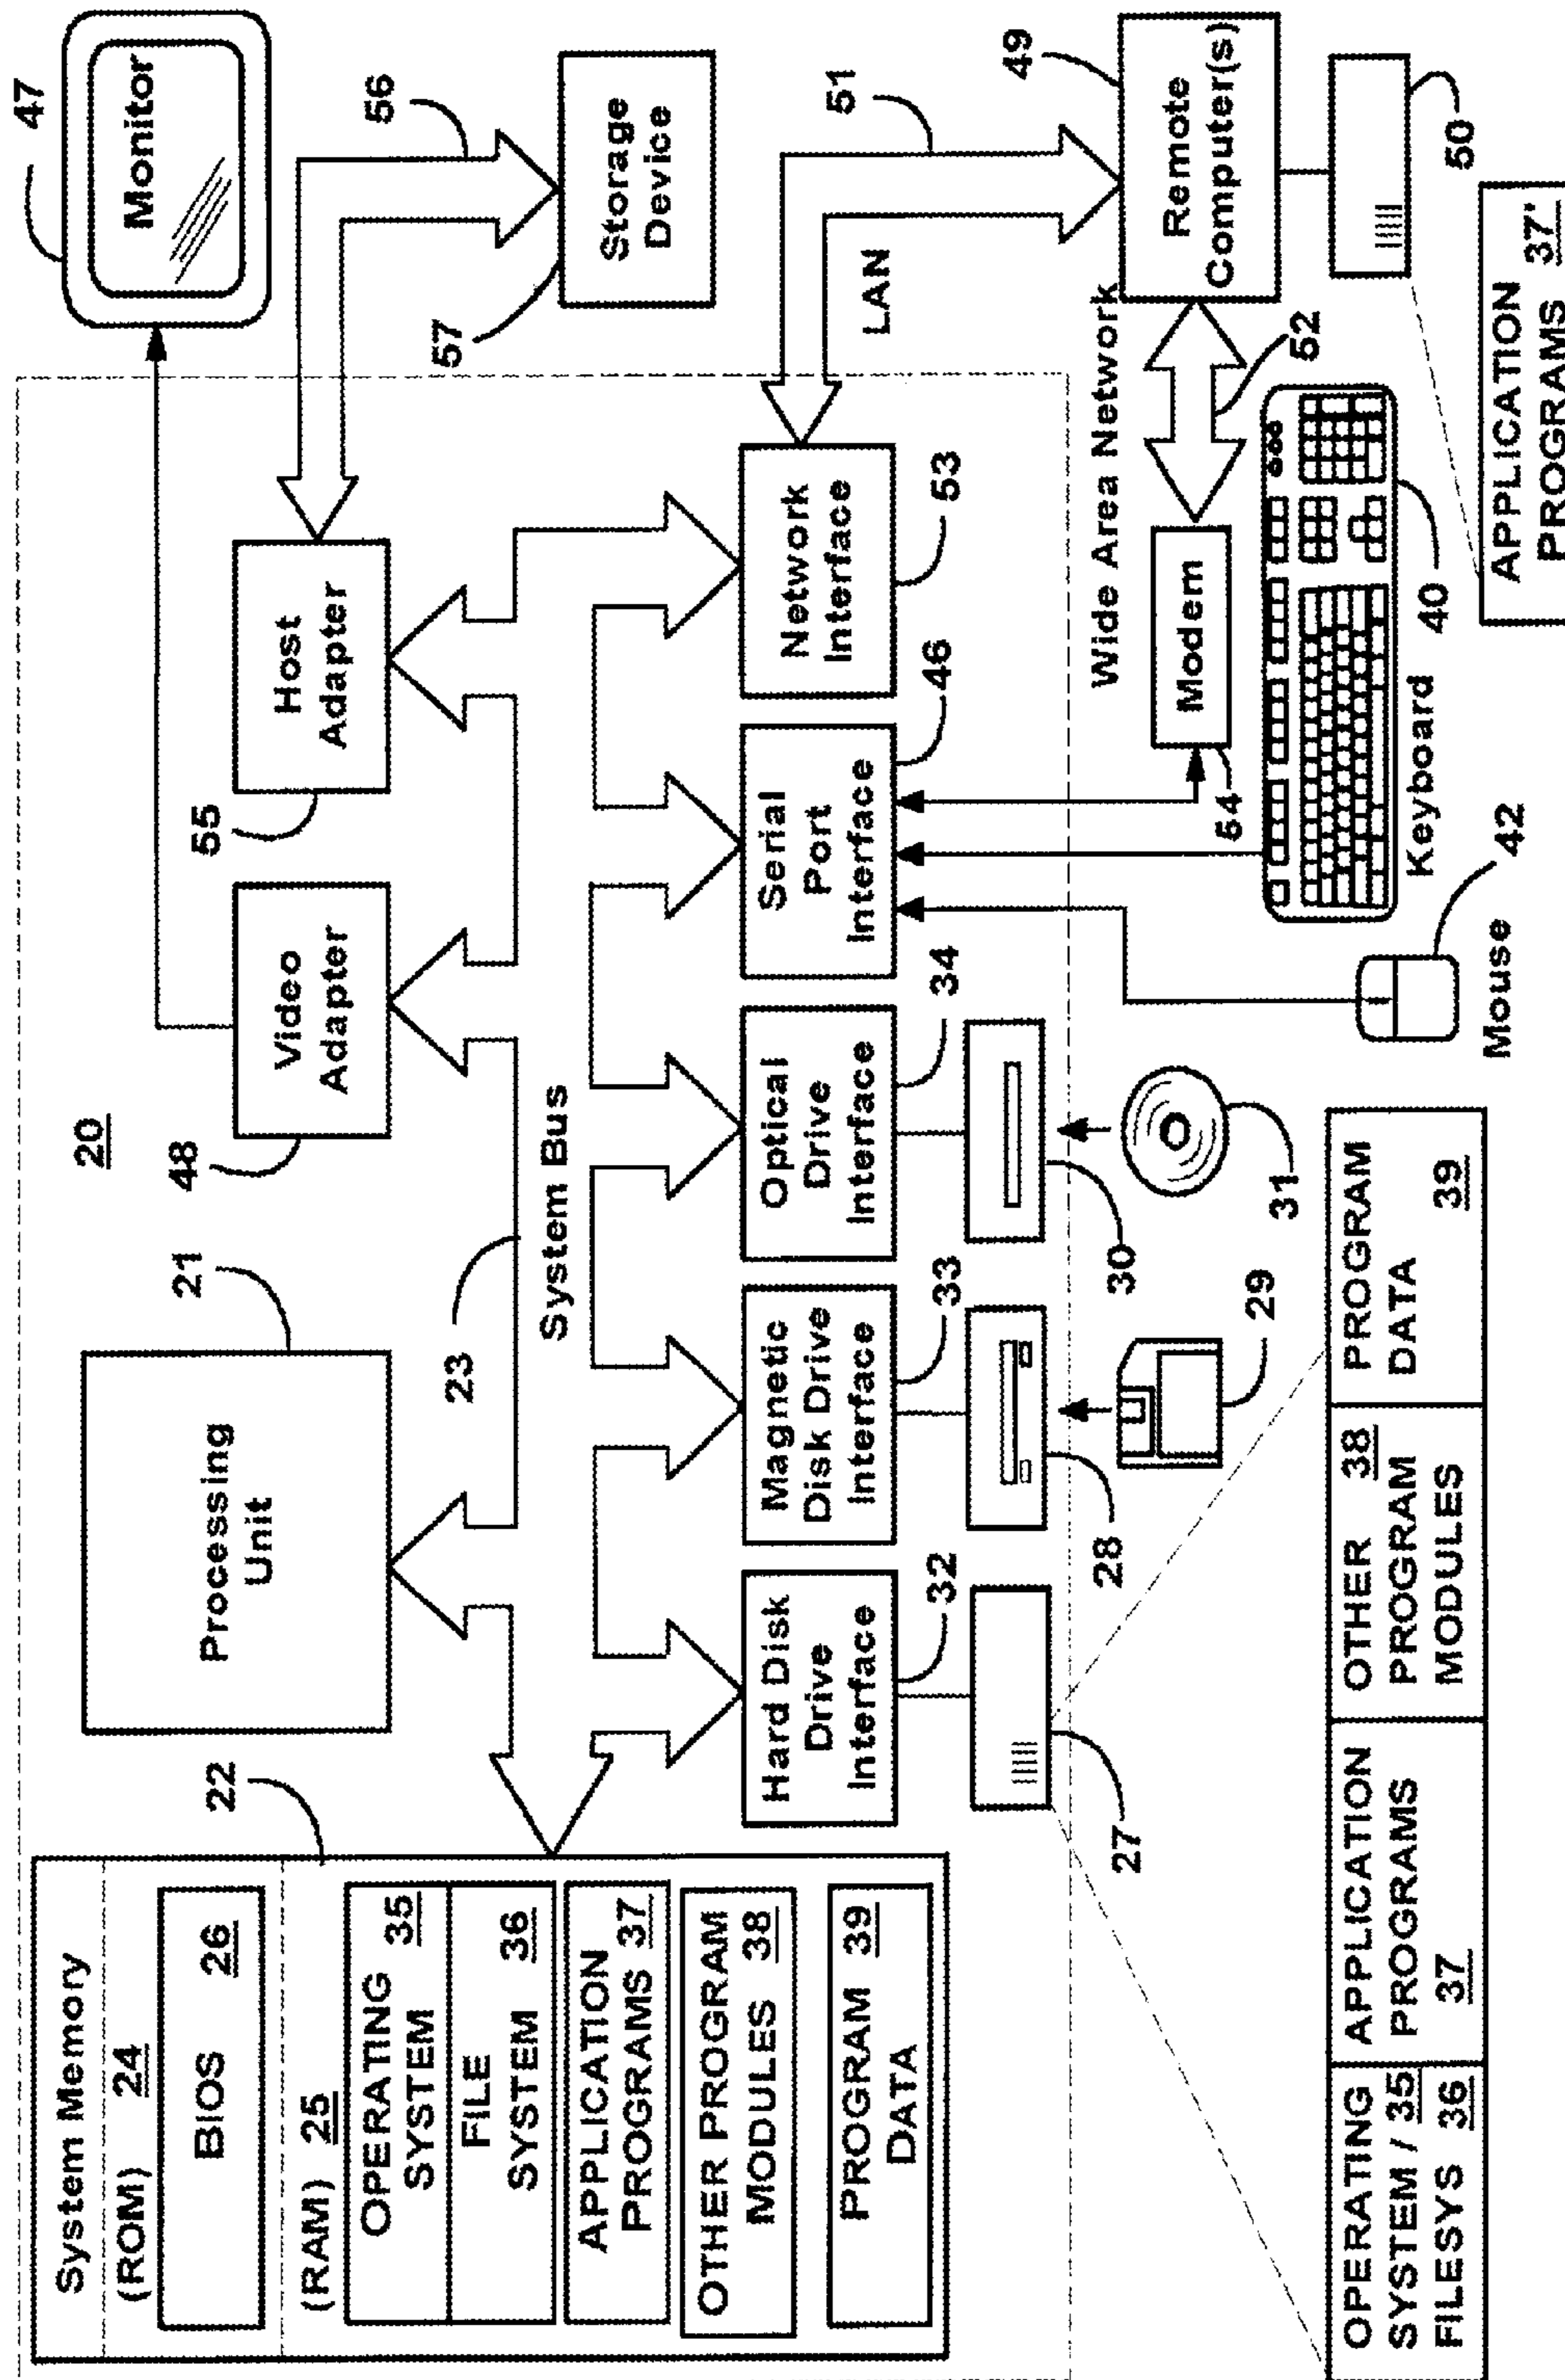 System Memory
(ROM) 24
BIOS 26
(RAM) 25
OPERATING
SYSTEM 35
FILE
SYSTEM 36
APPLICATION
PROGRAMS 37
OTHER PROGRAM
MODULES 38
PROGRAM 39
DATA
22
Processing
Unit
21
20
Video
Adapter
48
Host
Adapter
55
Monitor
47
56
Storage
Device
57
23
System Bus
Hard Disk
Drive
Interface
32
Magnetic
Disk Drive
Interface
33
Optical
Drive
Interface
34
Serial
Port
Interface
46
Network
Interface
53
LAN
51
27
28
29
30
31
Wide Area Network
Modem
54
52
Remote
Computer(s)
49
50
Keyboard
40
Mouse
42
OPERATING
SYSTEM / 35
FILESYS 36
APPLICATION
PROGRAMS
37
OTHER 38
PROGRAM
MODULES
PROGRAM
DATA 39
APPLICATION
PROGRAMS 37'